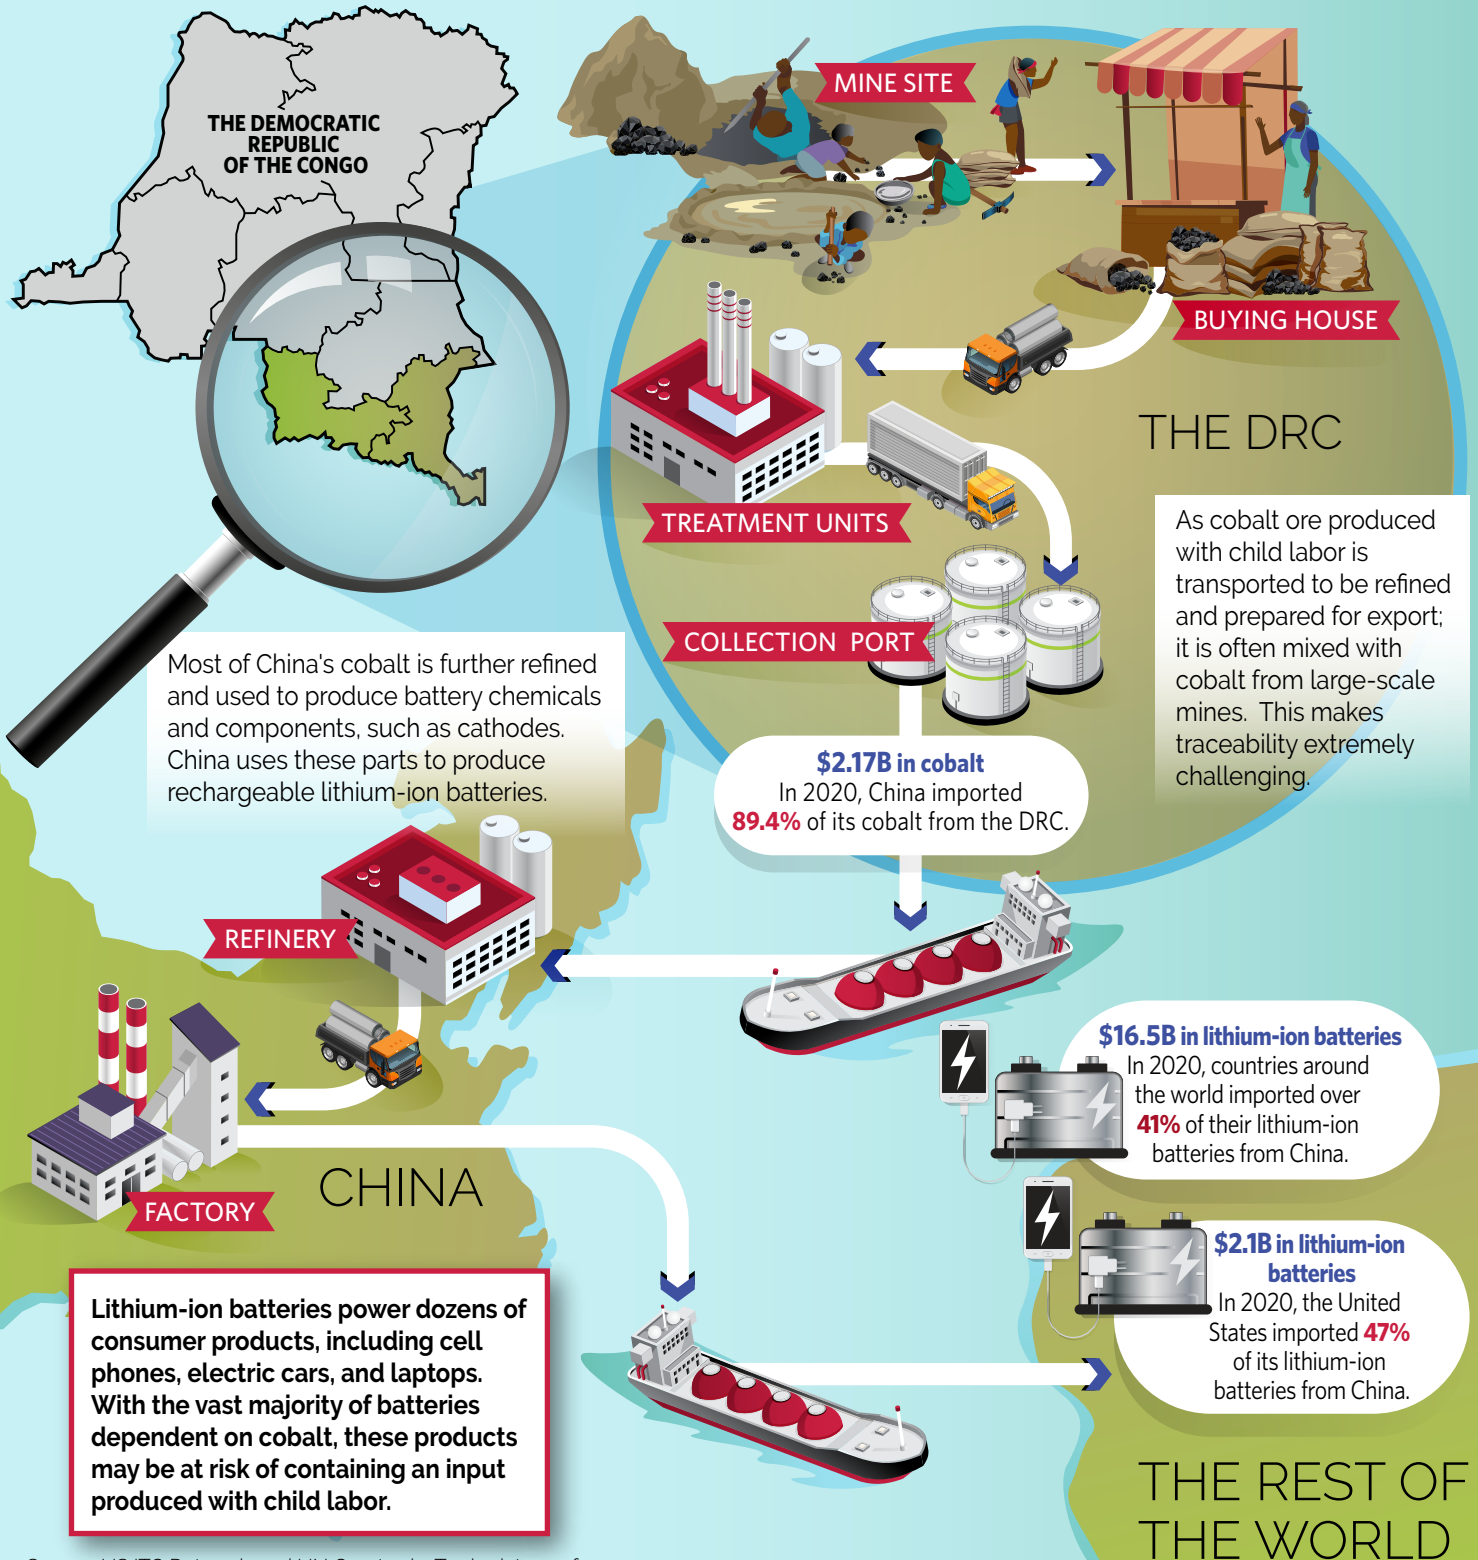 THE DEMOCRATIC
REPUBLIC
OF THE CONGO
MINE SITE
BUYING HOUSE
THE DRC
TREATMENT UNITS
As cobalt ore produced
with child labor is
transported to be refined
and prepared for export;
it is often mixed with
cobalt from large-scale
mines. This makes
traceability extremely
challenging.
COLLECTION PORT
Most of China's cobalt is further refined
and used to produce battery chemicals
and components, such as cathodes.
China uses these parts to produce
rechargeable lithium-ion batteries.
$2.17B in cobalt
In 2020, China imported
89.4% of its cobalt from the DRC.
REFINERY
$16.5B in lithium-ion batteries
In 2020, countries around
the world imported over
41% of their lithium-ion
batteries from China.
CHINA
FACTORY
$2.1B in lithium-ion
batteries
In 2020, the United
States imported 47%
of its lithium-ion
batteries from China.
Lithium-ion batteries power dozens of
consumer products, including cell
phones, electric cars, and laptops.
With the vast majority of batteries
dependent on cobalt, these products
may be at risk of containing an input
produced with child labor.
THE REST OF
THE WORLD